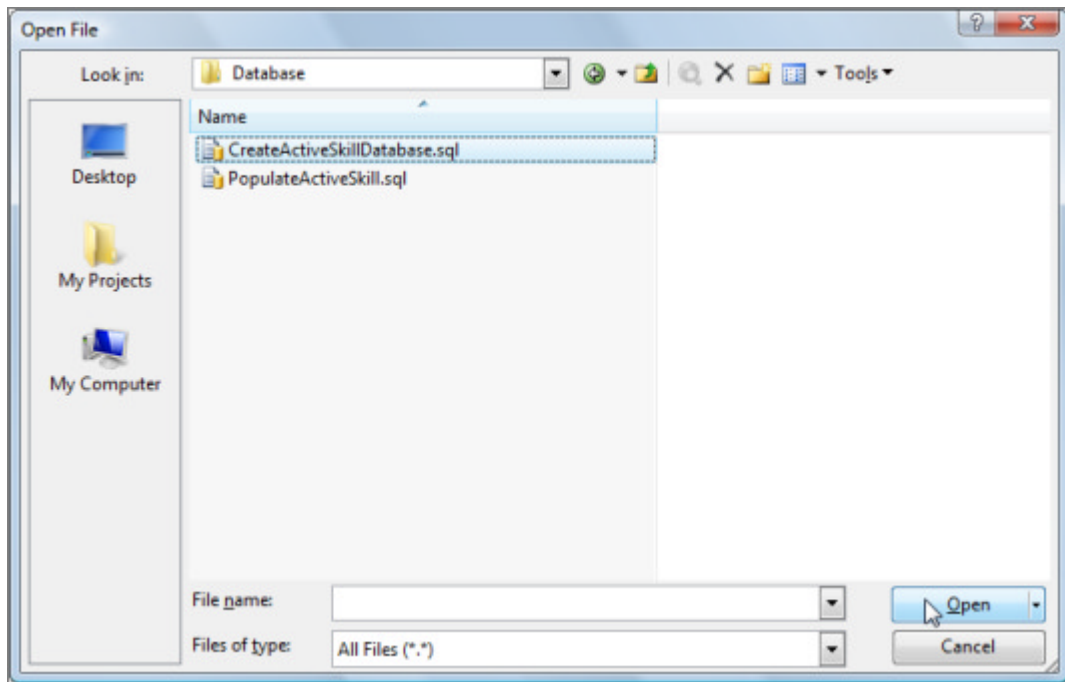 Open File
Look in:
Database
Tools
Name
CreateActiveSkillDatabase.sql
PopulateActiveSkill.sql
Desktop
My Projects
My Computer
File name:
Open
Files of type:
All Files (*.*)
Cancel